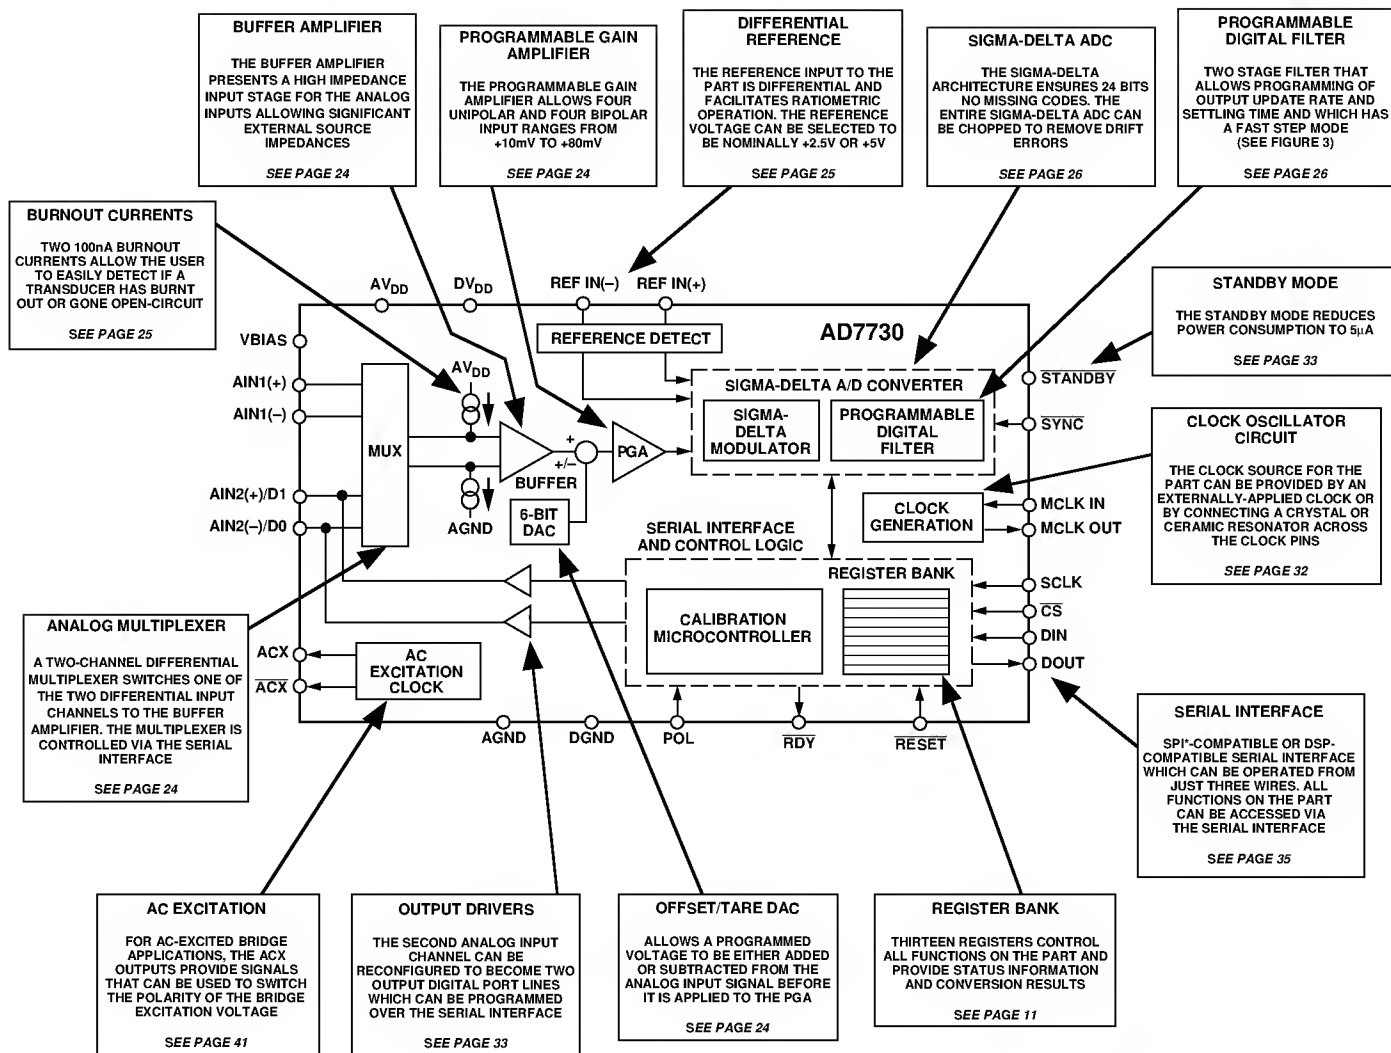 BUFFER AMPLIFIER
THE BUFFER AMPLIFIER
PRESENTS A HIGH IMPEDANCE
INPUT STAGE FOR THE ANALOG
INPUTS ALLOWING SIGNIFICANT
EXTERNAL SOURCE
IMPEDANCES
SEE PAGE 24
PROGRAMMABLE GAIN
AMPLIFIER
THE PROGRAMMABLE GAIN
AMPLIFIER ALLOWS FOUR
UNIPOLAR AND FOUR BIPOLAR
INPUT RANGES FROM
+10mV TO +80mV
SEE PAGE 24
DIFFERENTIAL
REFERENCE
THE REFERENCE INPUT TO THE
PART IS DIFFERENTIAL AND
FACILITATES RATIOMETRIC
OPERATION. THE REFERENCE
VOLTAGE CAN BE SELECTED TO
BE NOMINALLY +2.5V OR +5V
SEE PAGE 25
SIGMA-DELTA ADC
THE SIGMA-DELTA
ARCHITECTURE ENSURES 24 BITS
NO MISSING CODES. THE
ENTIRE SIGMA-DELTA ADC CAN
BE CHOPPED TO REMOVE DRIFT
ERRORS
SEE PAGE 26
PROGRAMMABLE
DIGITAL FILTER
TWO STAGE FILTER THAT
ALLOWS PROGRAMMING OF
OUTPUT UPDATE RATE AND
SETTLING TIME AND WHICH HAS
A FAST STEP MODE
(SEE FIGURE 3)
SEE PAGE 26
BURNOUT CURRENTS
TWO 100nA BURNOUT
CURRENTS ALLOW THE USER
TO EASILY DETECT IF A
TRANSDUCER HAS BURNT
OUT OR GONE OPEN-CIRCUIT
SEE PAGE 25
STANDBY MODE
THE STANDBY MODE REDUCES
POWER CONSUMPTION TO 5µA
SEE PAGE 33
CLOCK OSCILLATOR
CIRCUIT
THE CLOCK SOURCE FOR THE
PART CAN BE PROVIDED BY AN
EXTERNALLY-APPLIED CLOCK OR
BY CONNECTING A CRYSTAL OR
CERAMIC RESONATOR ACROSS
THE CLOCK PINS
SEE PAGE 32
AVDD
DVDD
REF IN(–)
REF IN(+)
VBIAS
REFERENCE DETECT
AD7730
AIN1(+)
AIN1(–)
AIN2(+)/D1
AIN2(–)/D0
MUX
AVDD
AGND
BUFFER
+
+/–
6-BIT
DAC
PGA
SIGMA-DELTA A/D CONVERTER
SIGMA-
DELTA
MODULATOR
PROGRAMMABLE
DIGITAL
FILTER
STANDBY
SYNC
CLOCK
GENERATION
MCLK IN
MCLK OUT
SERIAL INTERFACE
AND CONTROL LOGIC
REGISTER BANK
CALIBRATION
MICROCONTROLLER
SCLK
CS
DIN
DOUT
ACX
ACX
AC
EXCITATION
CLOCK
AGND
DGND
POL
RDY
RESET
ANALOG MULTIPLEXER
A TWO-CHANNEL DIFFERENTIAL
MULTIPLEXER SWITCHES ONE OF
THE TWO DIFFERENTIAL INPUT
CHANNELS TO THE BUFFER
AMPLIFIER. THE MULTIPLEXER IS
CONTROLLED VIA THE SERIAL
INTERFACE
SEE PAGE 24
SERIAL INTERFACE
SPI*-COMPATIBLE OR DSP-
COMPATIBLE SERIAL INTERFACE
WHICH CAN BE OPERATED FROM
JUST THREE WIRES. ALL
FUNCTIONS ON THE PART
CAN BE ACCESSED VIA
THE SERIAL INTERFACE
SEE PAGE 35
AC EXCITATION
FOR AC-EXCITED BRIDGE
APPLICATIONS, THE ACX
OUTPUTS PROVIDE SIGNALS
THAT CAN BE USED TO SWITCH
THE POLARITY OF THE BRIDGE
EXCITATION VOLTAGE
SEE PAGE 41
OUTPUT DRIVERS
THE SECOND ANALOG INPUT
CHANNEL CAN BE
RECONFIGURED TO BECOME TWO
OUTPUT DIGITAL PORT LINES
WHICH CAN BE PROGRAMMED
OVER THE SERIAL INTERFACE
SEE PAGE 33
OFFSET/TARE DAC
ALLOWS A PROGRAMMED
VOLTAGE TO BE EITHER ADDED
OR SUBTRACTED FROM THE
ANALOG INPUT SIGNAL BEFORE
IT IS APPLIED TO THE PGA
SEE PAGE 24
REGISTER BANK
THIRTEEN REGISTERS CONTROL
ALL FUNCTIONS ON THE PART AND
PROVIDE STATUS INFORMATION
AND CONVERSION RESULTS
SEE PAGE 11